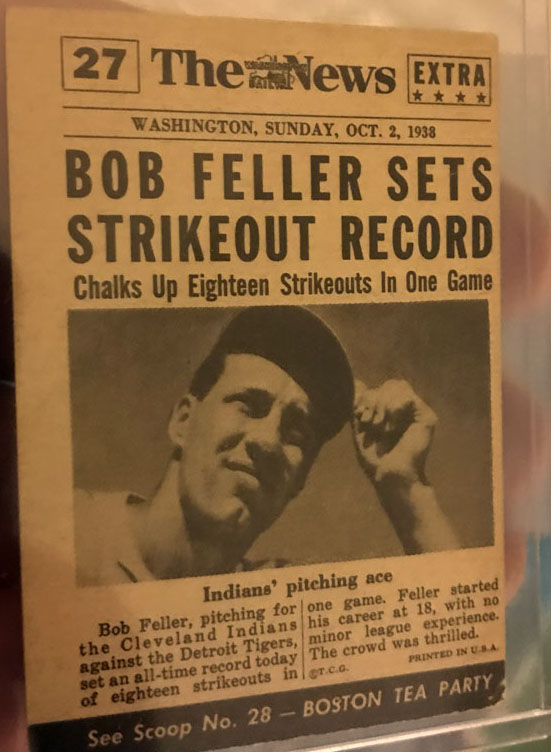 27 The News EXTRA
★ ★ ★ ★
WASHINGTON, SUNDAY, OCT. 2, 1938
BOB FELLER SETS
STRIKEOUT RECORD
Chalks Up Eighteen Strikeouts In One Game
Indians' pitching ace
Bob Feller, pitching for
the Cleveland Indians
against the Detroit Tigers,
set an all-time record today
of eighteen strikeouts in
one game. Feller started
his career at 18, with no
minor league experience.
The crowd was thrilled.
©T.C.G. PRINTED IN U.S.A.
See Scoop No. 28 — BOSTON TEA PARTY